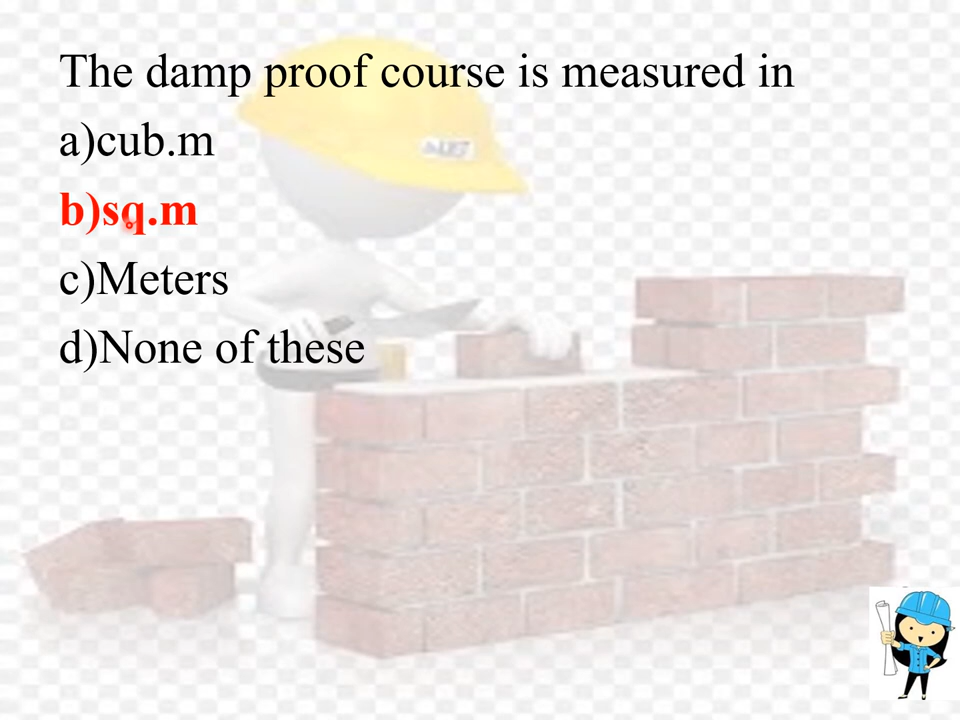 The damp proof course is measured in
a)cub.m
b)sq.m
c)Meters
d)None of these